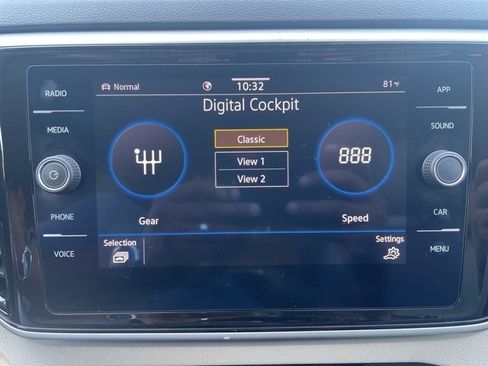 RADIO
MEDIA
PHONE
VOICE
Normal 10:32 81°F
Digital Cockpit
Classic
View 1
View 2
888
Gear
Speed
Selection
Settings
APP
SOUND
CAR
MENU